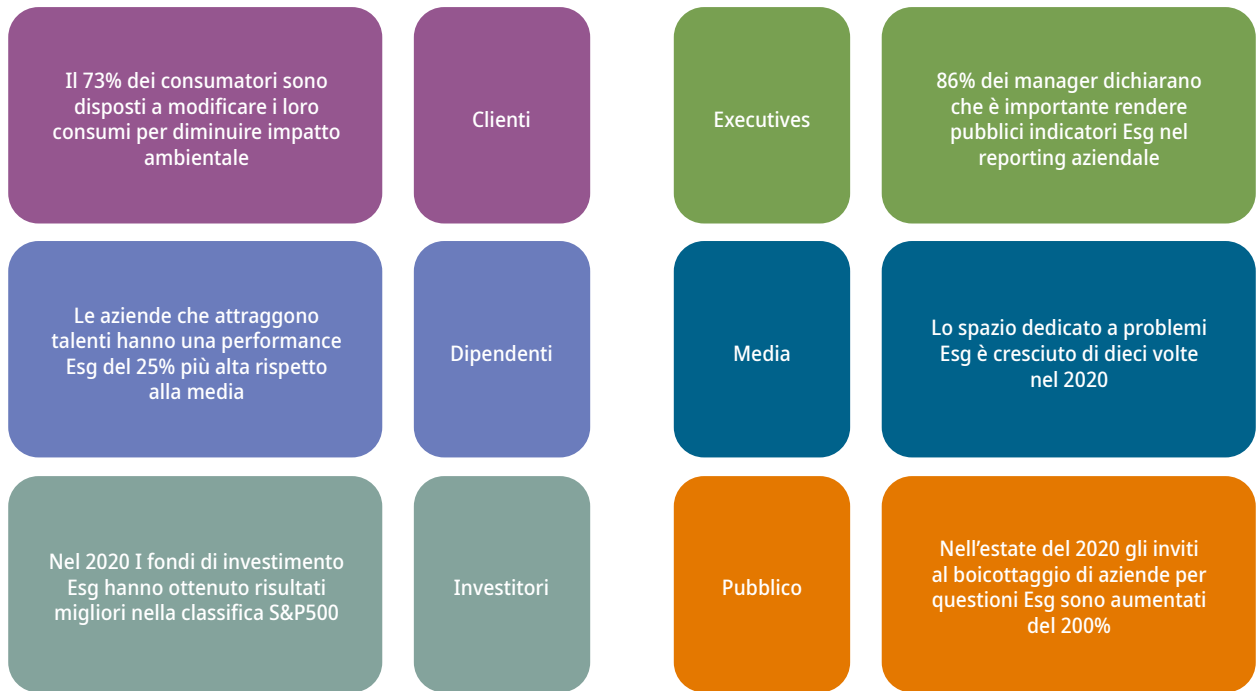 Il 73% dei consumatori sono
disposti a modificare i loro
consumi per diminuire impatto
ambientale
Clienti
Executives
86% dei manager dichiarano
che è importante rendere
pubblici indicatori Esg nel
reporting aziendale
Le aziende che attraggono
talenti hanno una performance
Esg del 25% più alta rispetto
alla media
Dipendenti
Media
Lo spazio dedicato a problemi
Esg è cresciuto di dieci volte
nel 2020
Nel 2020 I fondi di investimento
Esg hanno ottenuto risultati
migliori nella classifica S&P500
Investitori
Pubblico
Nell’estate del 2020 gli inviti
al boicottaggio di aziende per
questioni Esg sono aumentati
del 200%